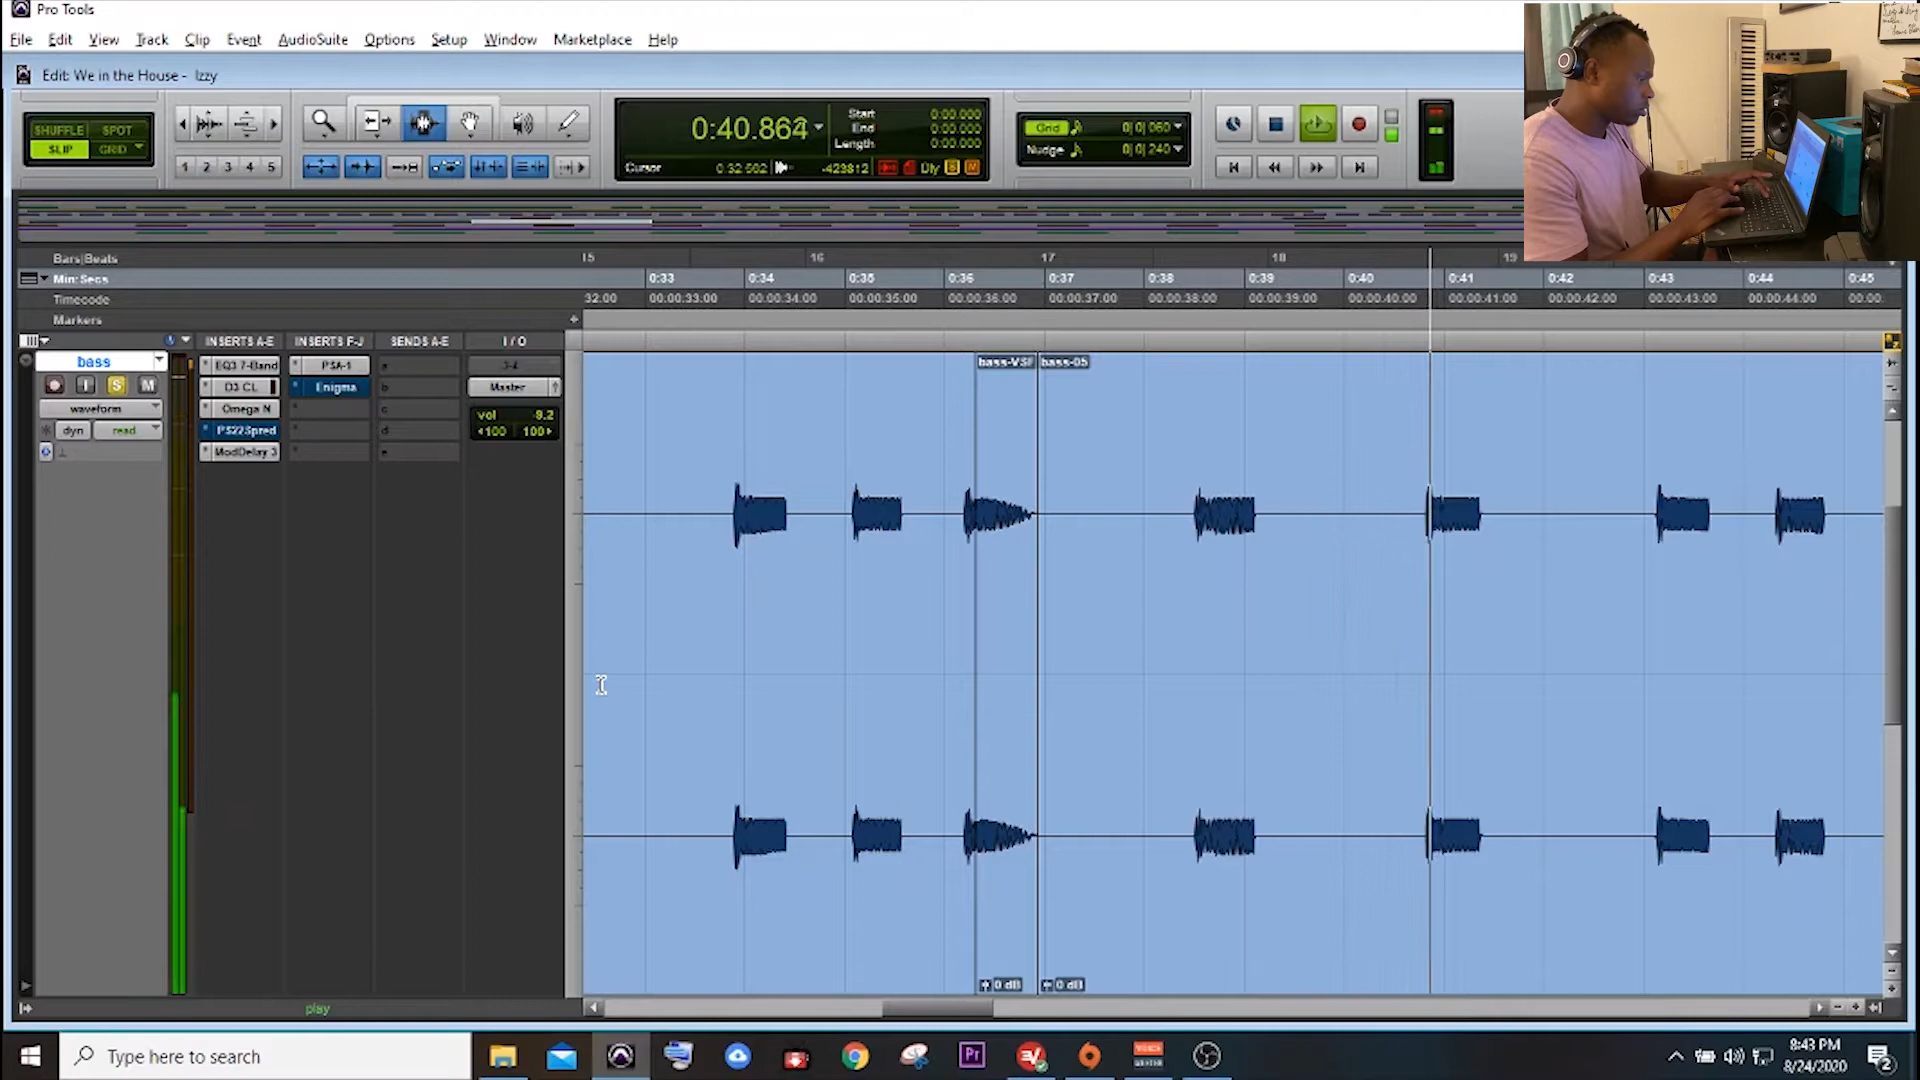 Pro Tools
File Edit View Track Clip Event AudioSuite Options Setup Window Marketplace Help
Edit: We in the House - Izzy
SHUFFLE SPOT
SLIP GRID
1 2 3 4 5
0:40.864
Start 0:00.000
End 0:00.000
Length 0:00.000
Cursor 0:32.502 -423812 Dly S M
Grid 0|0|060
Nudge 0|0|240
Bars|Beats 15 16 17 18 19
Min:Secs 0:33 0:34 0:35 0:36 0:37 0:38 0:39 0:40 0:41 0:42 0:43 0:44 0:45
Timecode 32:00 00:00:33.00 00:00:34.00 00:00:35.00 00:00:36.00 00:00:37.00 00:00:38.00 00:00:39.00 00:00:40.00 00:00:41.00 00:00:42.00 00:00:43.00 00:00:44.00 00:00
Markers
INSERTS A-E INSERTS F-J SENDS A-E I / O
bass EQ3 7-Band PSA-1 a 3-4
I S M D3 CL Enigma b Master
waveform Omega N c vol -9.2
dyn read PS22Spred d 100 100
ModDelay 3 e
bass-VSF bass-05
0 dB 0 dB
play
Type here to search
Pr
8:43 PM
8/24/2020
2